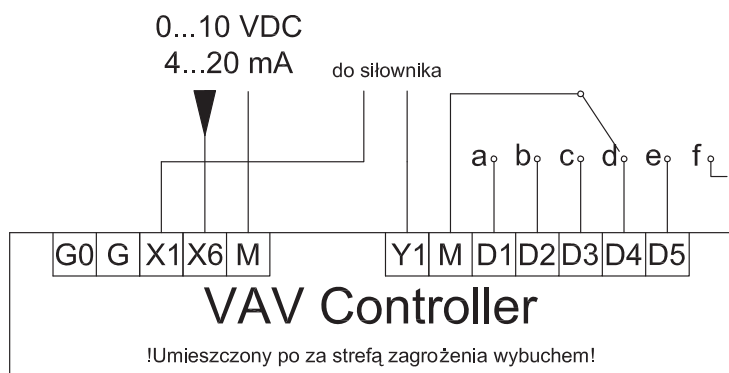 0...10 VDC
4...20 mA
do siłownika
a b c d e f
G0 G X1 X6 M Y1 M D1 D2 D3 D4 D5
VAV Controller
!Umieszczony po za strefą zagrożenia wybuchem!